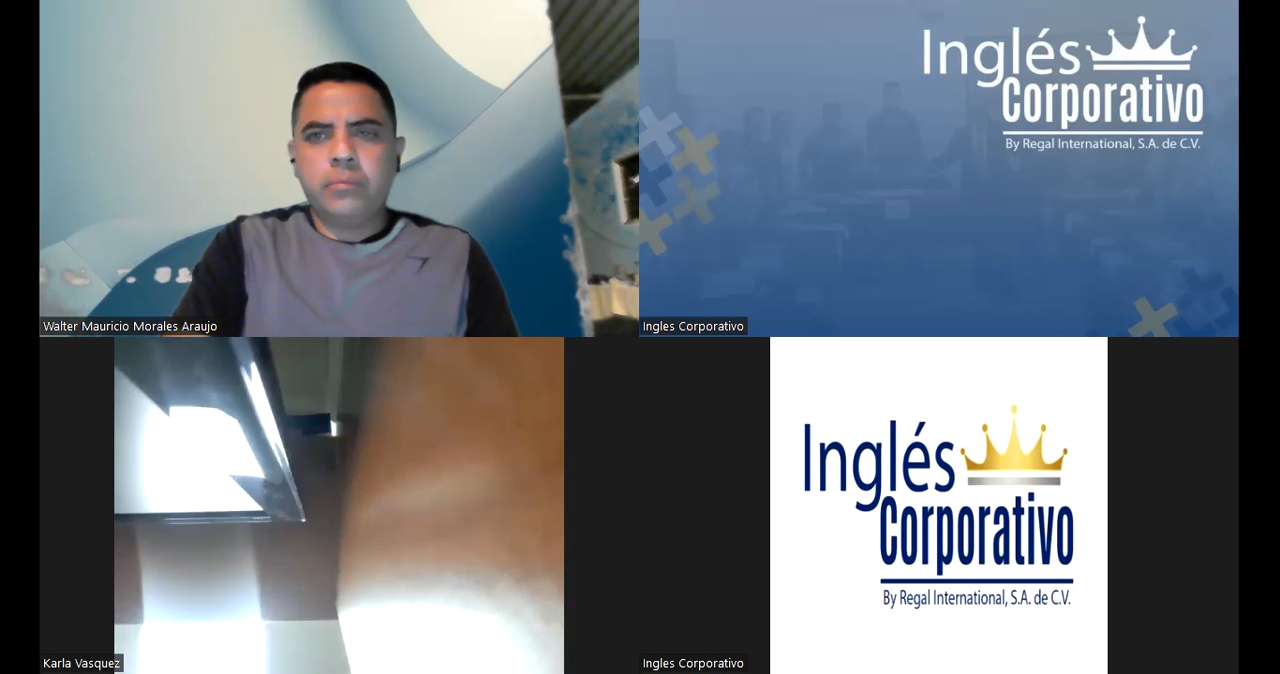 Inglés
Corporativo
By Regal International, S.A. de C.V.
Walter Mauricio Morales Araujo
Ingles Corporativo
Inglés
Corporativo
By Regal International, S.A. de C.V.
Karla Vasquez
Ingles Corporativo